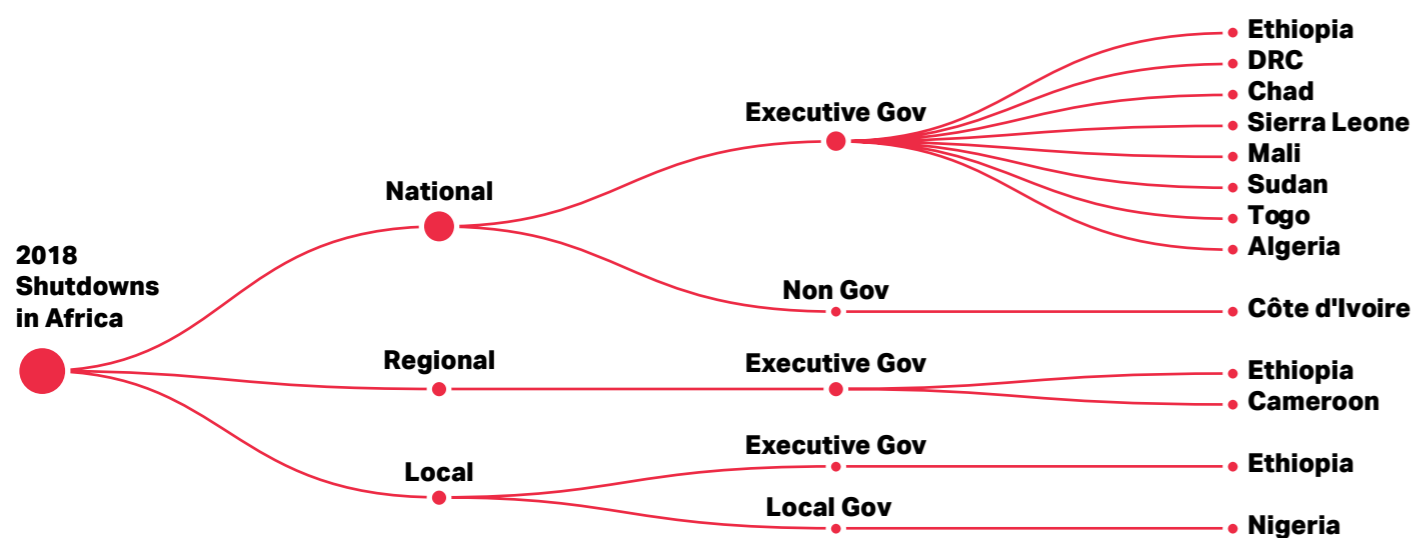 2018
Shutdowns
in Africa
National
Executive Gov
Ethiopia
DRC
Chad
Sierra Leone
Mali
Sudan
Togo
Algeria
Non Gov
Côte d'Ivoire
Regional
Executive Gov
Ethiopia
Cameroon
Local
Executive Gov
Ethiopia
Local Gov
Nigeria